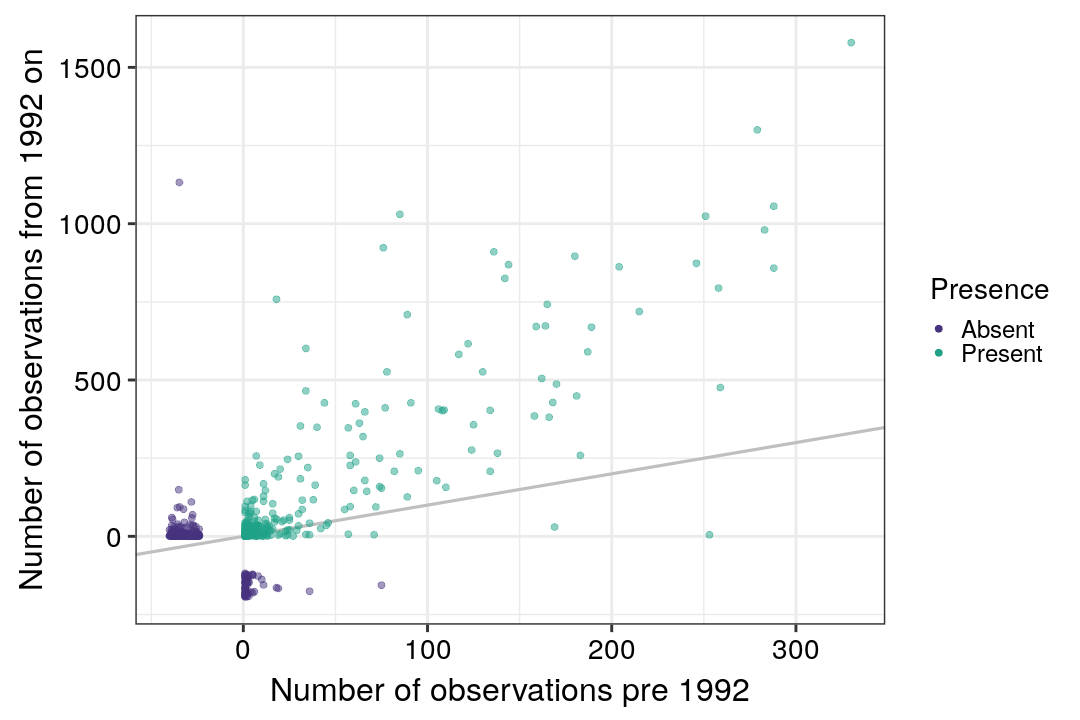 Number of observations from 1992 on
1500
1000
500
0
0
100
200
300
Number of observations pre 1992
Presence
Absent
Present